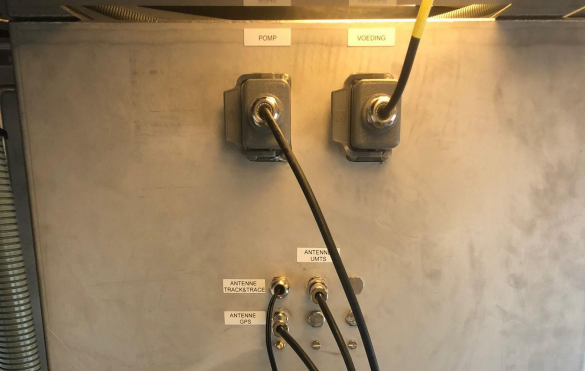 POMP
VOEDING
ANTENNE
UMTS
ANTENNE
TRACK&TRACE
ANTENNE
GPS